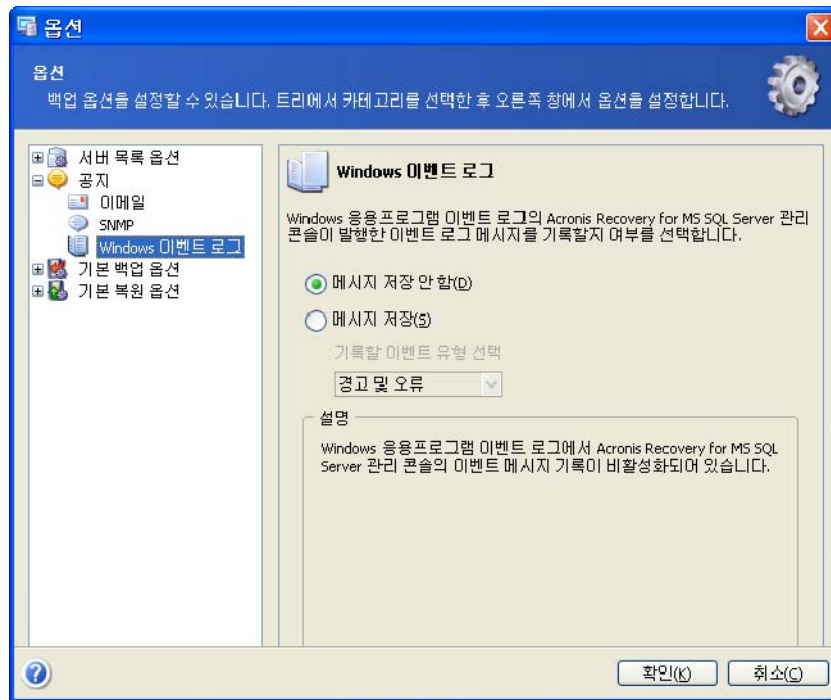 옵션
옵션
백업 옵션을 설정할 수 있습니다. 트리에서 카테고리를 선택한 후 오른쪽 창에서 옵션을 설정합니다.
서버 목록 옵션
공지
이메일
SNMP
Windows 이벤트 로그
기본 백업 옵션
기본 복원 옵션
Windows 이벤트 로그
Windows 응용프로그램 이벤트 로그의 Acronis Recovery for MS SQL Server 관리
콘솔이 발행한 이벤트 로그 메시지를 기록할지 여부를 선택합니다.
메시지 저장 안 함(D)
메시지 저장(S)
기록할 이벤트 유형 선택
경고 및 오류
설명
Windows 응용프로그램 이벤트 로그에서 Acronis Recovery for MS SQL
Server 관리 콘솔의 이벤트 메시지 기록이 비활성화되어 있습니다.
확인(K)
취소(C)